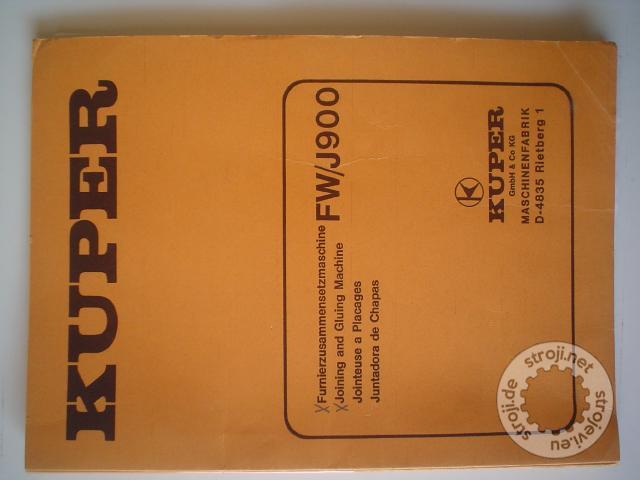 KUPER
Furnierzusammensetzmaschine
Joining and Gluing Machine
Jointeuse a Placages
Juntadora de Chapas
FW/J900
K
KUPER
GmbH & Co KG
MASCHINENFABRIK
D-4835 Rietberg 1
stroji.de
stroji.net
strojevi.eu